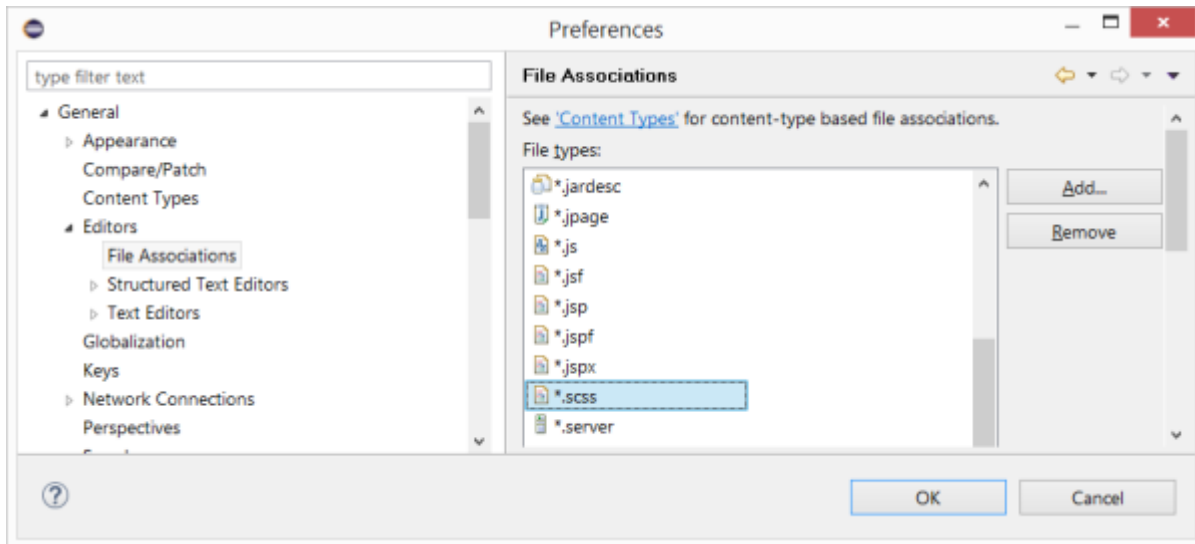 Preferences
type filter text
General
Appearance
Compare/Patch
Content Types
Editors
File Associations
Structured Text Editors
Text Editors
Globalization
Keys
Network Connections
Perspectives
File Associations
See 'Content Types' for content-type based file associations.
File types:
*.jardesc
*.jpage
*.js
*.jsf
*.jsp
*.jspf
*.jspx
*.scss
*.server
Add...
Remove
OK
Cancel